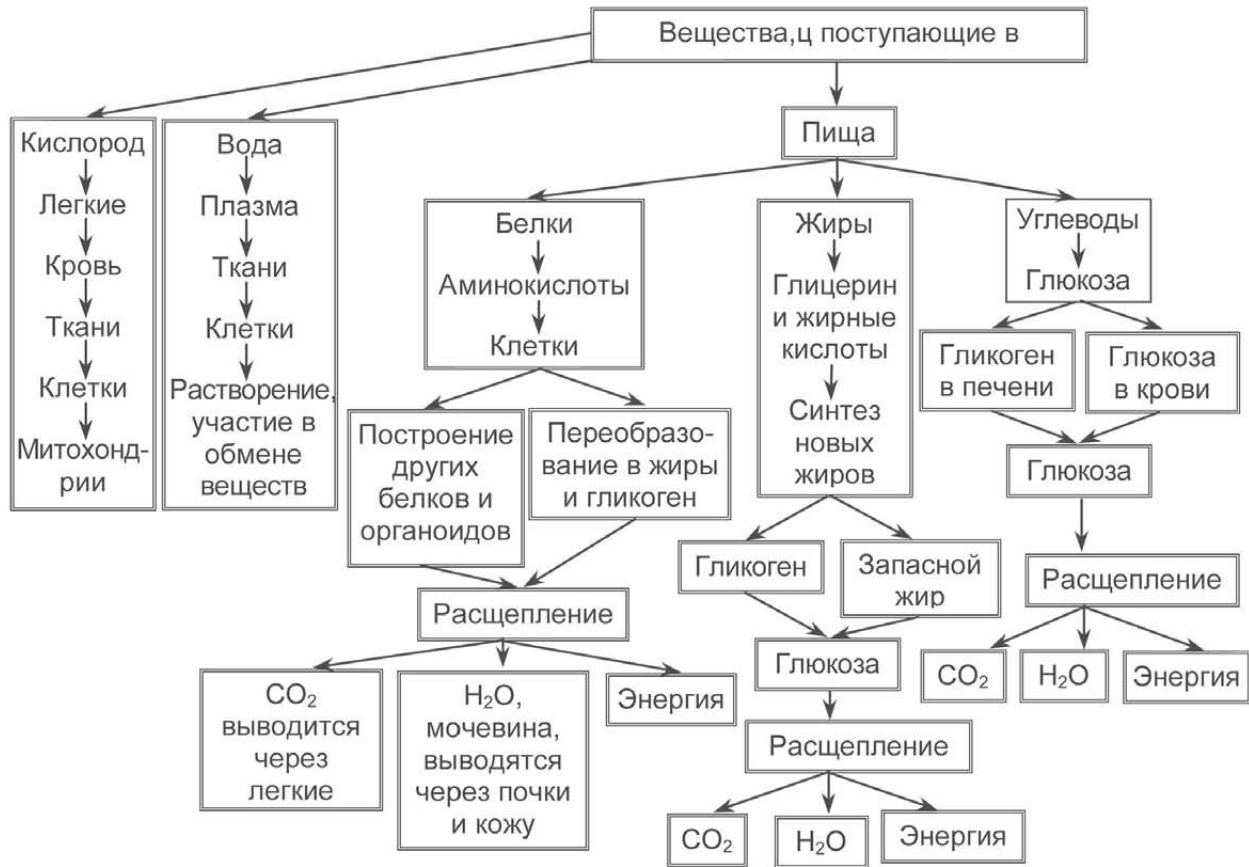 Вещества,ц поступающие в
Кислород
Легкие
Кровь
Ткани
Клетки
Митохонд-
рии
Вода
Плазма
Ткани
Клетки
Растворение,
участие в
обмене
веществ
Пища
Белки
Аминокислоты
Клетки
Построение
других
белков и
органоидов
Переобразо-
вание в жиры
и гликоген
Расщепление
CO₂
выводится
через
легкие
H₂O,
мочевина,
выводятся
через почки
и кожу
Энергия
Жиры
Глицерин
и жирные
кислоты
Синтез
новых
жиров
Гликоген
Запасной
жир
Глюкоза
Расщепление
CO₂
H₂O
Энергия
Углеводы
Глюкоза
Гликоген
в печени
Глюкоза
в крови
Глюкоза
Расщепление
CO₂
H₂O
Энергия